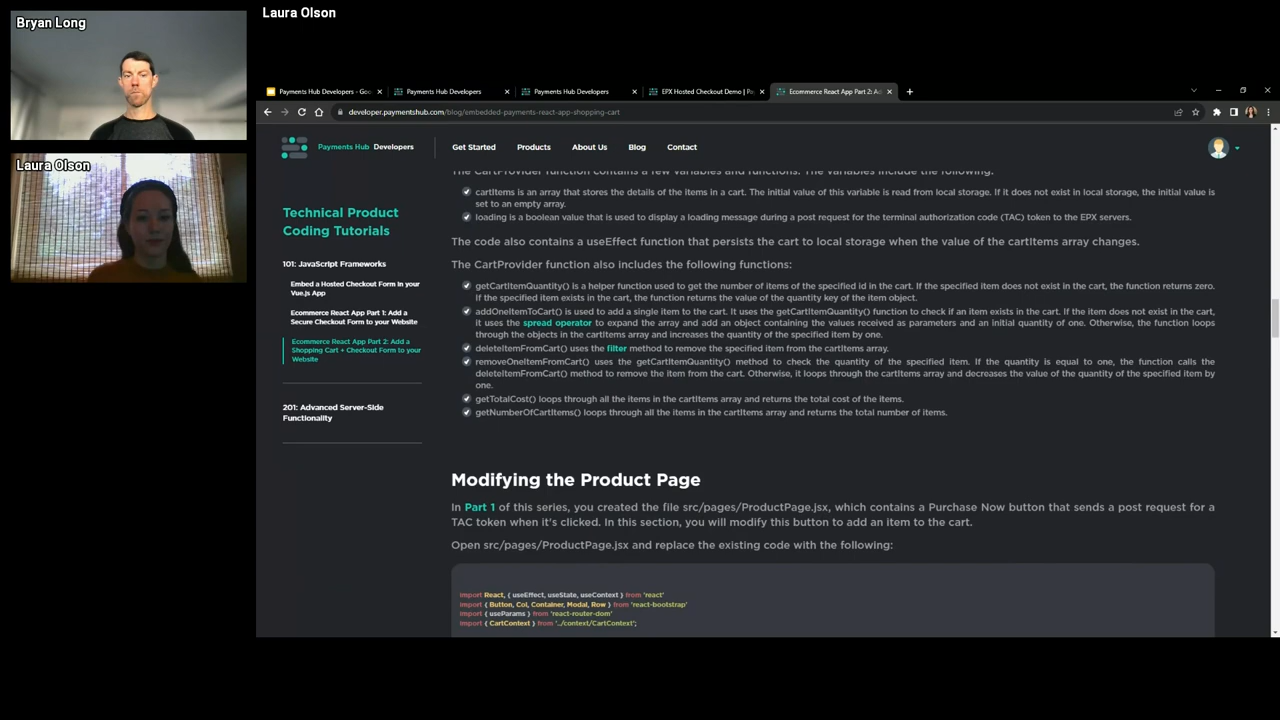 Bryan Long
Laura Olson
Laura Olson
Payments Hub Developers - Goo
Payments Hub Developers
Payments Hub Developers
EPX Hosted Checkout Demo | Pa
Ecommerce React App Part 2: Ad
developer.paymentshub.com/blog/embedded-payments-react-app-shopping-cart
Payments Hub Developers
Get Started
Products
About Us
Blog
Contact
Technical Product
Coding Tutorials
101: JavaScript Frameworks
Embed a Hosted Checkout Form in your
Vue.js App
Ecommerce React App Part 1: Add a
Secure Checkout Form to your Website
Ecommerce React App Part 2: Add a
Shopping Cart + Checkout Form to your
Website
201: Advanced Server-Side
Functionality
The CartProvider function contains a few variables and functions. The variables include the following:
cartItems is an array that stores the details of the items in a cart. The initial value of this variable is read from local storage. If it does not exist in local storage, the initial value is
set to an empty array.
loading is a boolean value that is used to display a loading message during a post request for the terminal authorization code (TAC) token to the EPX servers.
The code also contains a useEffect function that persists the cart to local storage when the value of the cartItems array changes.
The CartProvider function also includes the following functions:
getCartItemQuantity() is a helper function used to get the number of items of the specified id in the cart. If the specified item does not exist in the cart, the function returns zero.
If the specified item exists in the cart, the function returns the value of the quantity key of the item object.
addOneItemToCart() is used to add a single item to the cart. It uses the getCartItemQuantity() function to check if an item exists in the cart. If the item does not exist in the cart,
it uses the spread operator to expand the array and add an object containing the values received as parameters and an initial quantity of one. Otherwise, the function loops
through the objects in the cartItems array and increases the quantity of the specified item by one.
deleteItemFromCart() uses the filter method to remove the specified item from the cartItems array.
removeOneItemFromCart() uses the getCartItemQuantity() method to check the quantity of the specified item. If the quantity is equal to one, the function calls the
deleteItemFromCart() method to remove the item from the cart. Otherwise, it loops through the cartItems array and decreases the value of the quantity of the specified item by
one.
getTotalCost() loops through all the items in the cartItems array and returns the total cost of the items.
getNumberOfCartItems() loops through all the items in the cartItems array and returns the total number of items.
Modifying the Product Page
In Part 1 of this series, you created the file src/pages/ProductPage.jsx, which contains a Purchase Now button that sends a post request for a
TAC token when it's clicked. In this section, you will modify this button to add an item to the cart.
Open src/pages/ProductPage.jsx and replace the existing code with the following:
import React, { useEffect, useState, useContext } from 'react'
import { Button, Col, Container, Modal, Row } from 'react-bootstrap'
import { useParams } from 'react-router-dom'
import { CartContext } from '../context/CartContext';